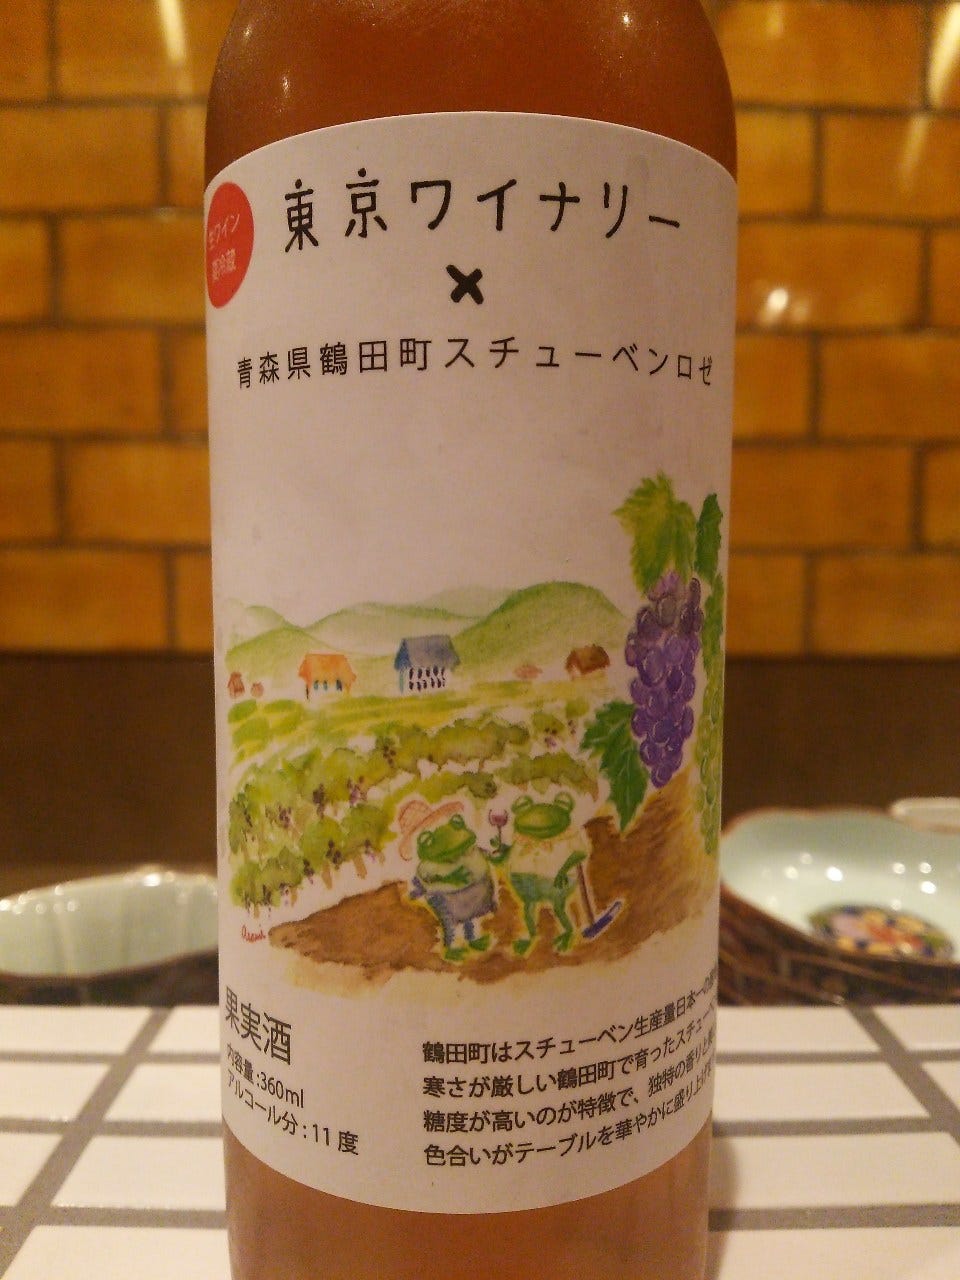 生ワイン
要冷蔵
東京ワイナリー
×
青森県鶴田町スチューベンロゼ
asami
果実酒
内容量:360ml
アルコール分:11度
鶴田町はスチューベン生産量日本一の
寒さが厳しい鶴田町で育ったスチュー
糖度が高いのが特徴で、独特の香りと
色合いがテーブルを華やかに盛り上げ